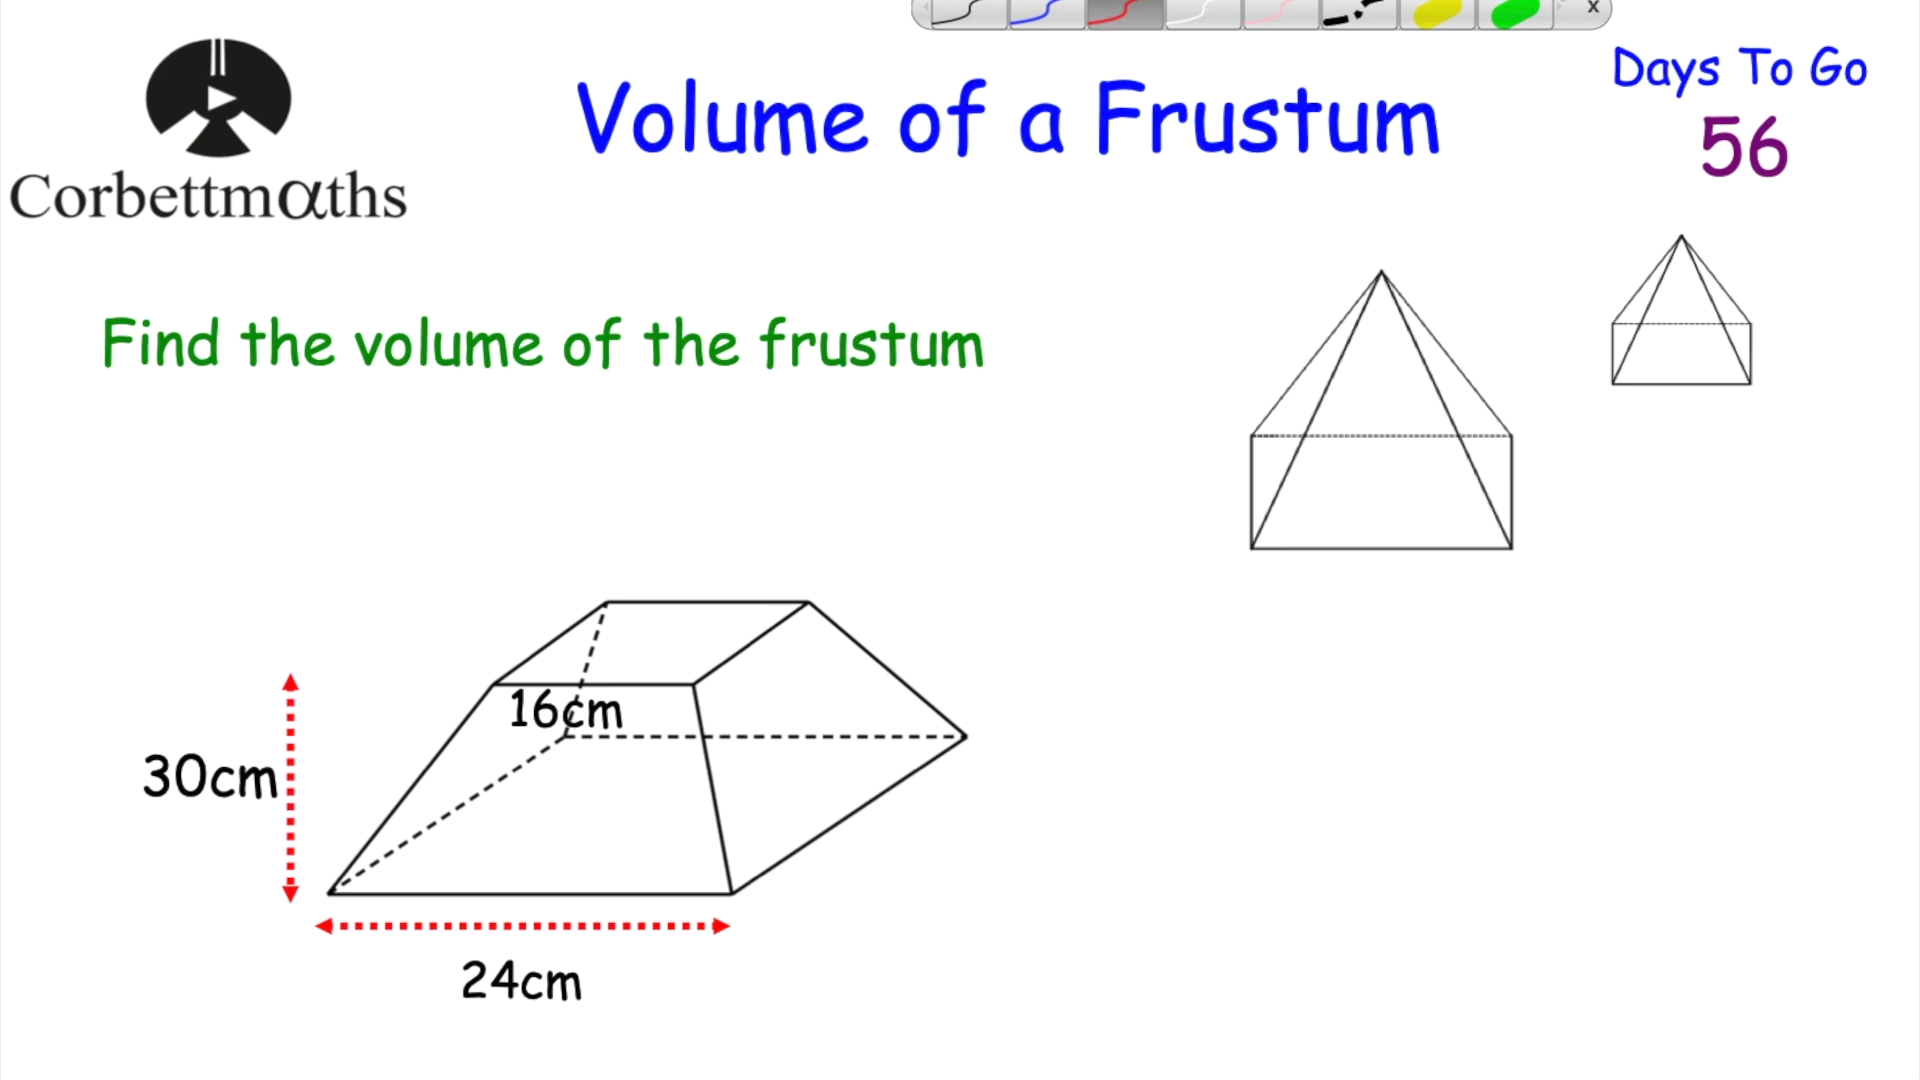 x
Days To Go
56
Volume of a Frustum
Corbettmαths
Find the volume of the frustum
16cm
30cm
24cm